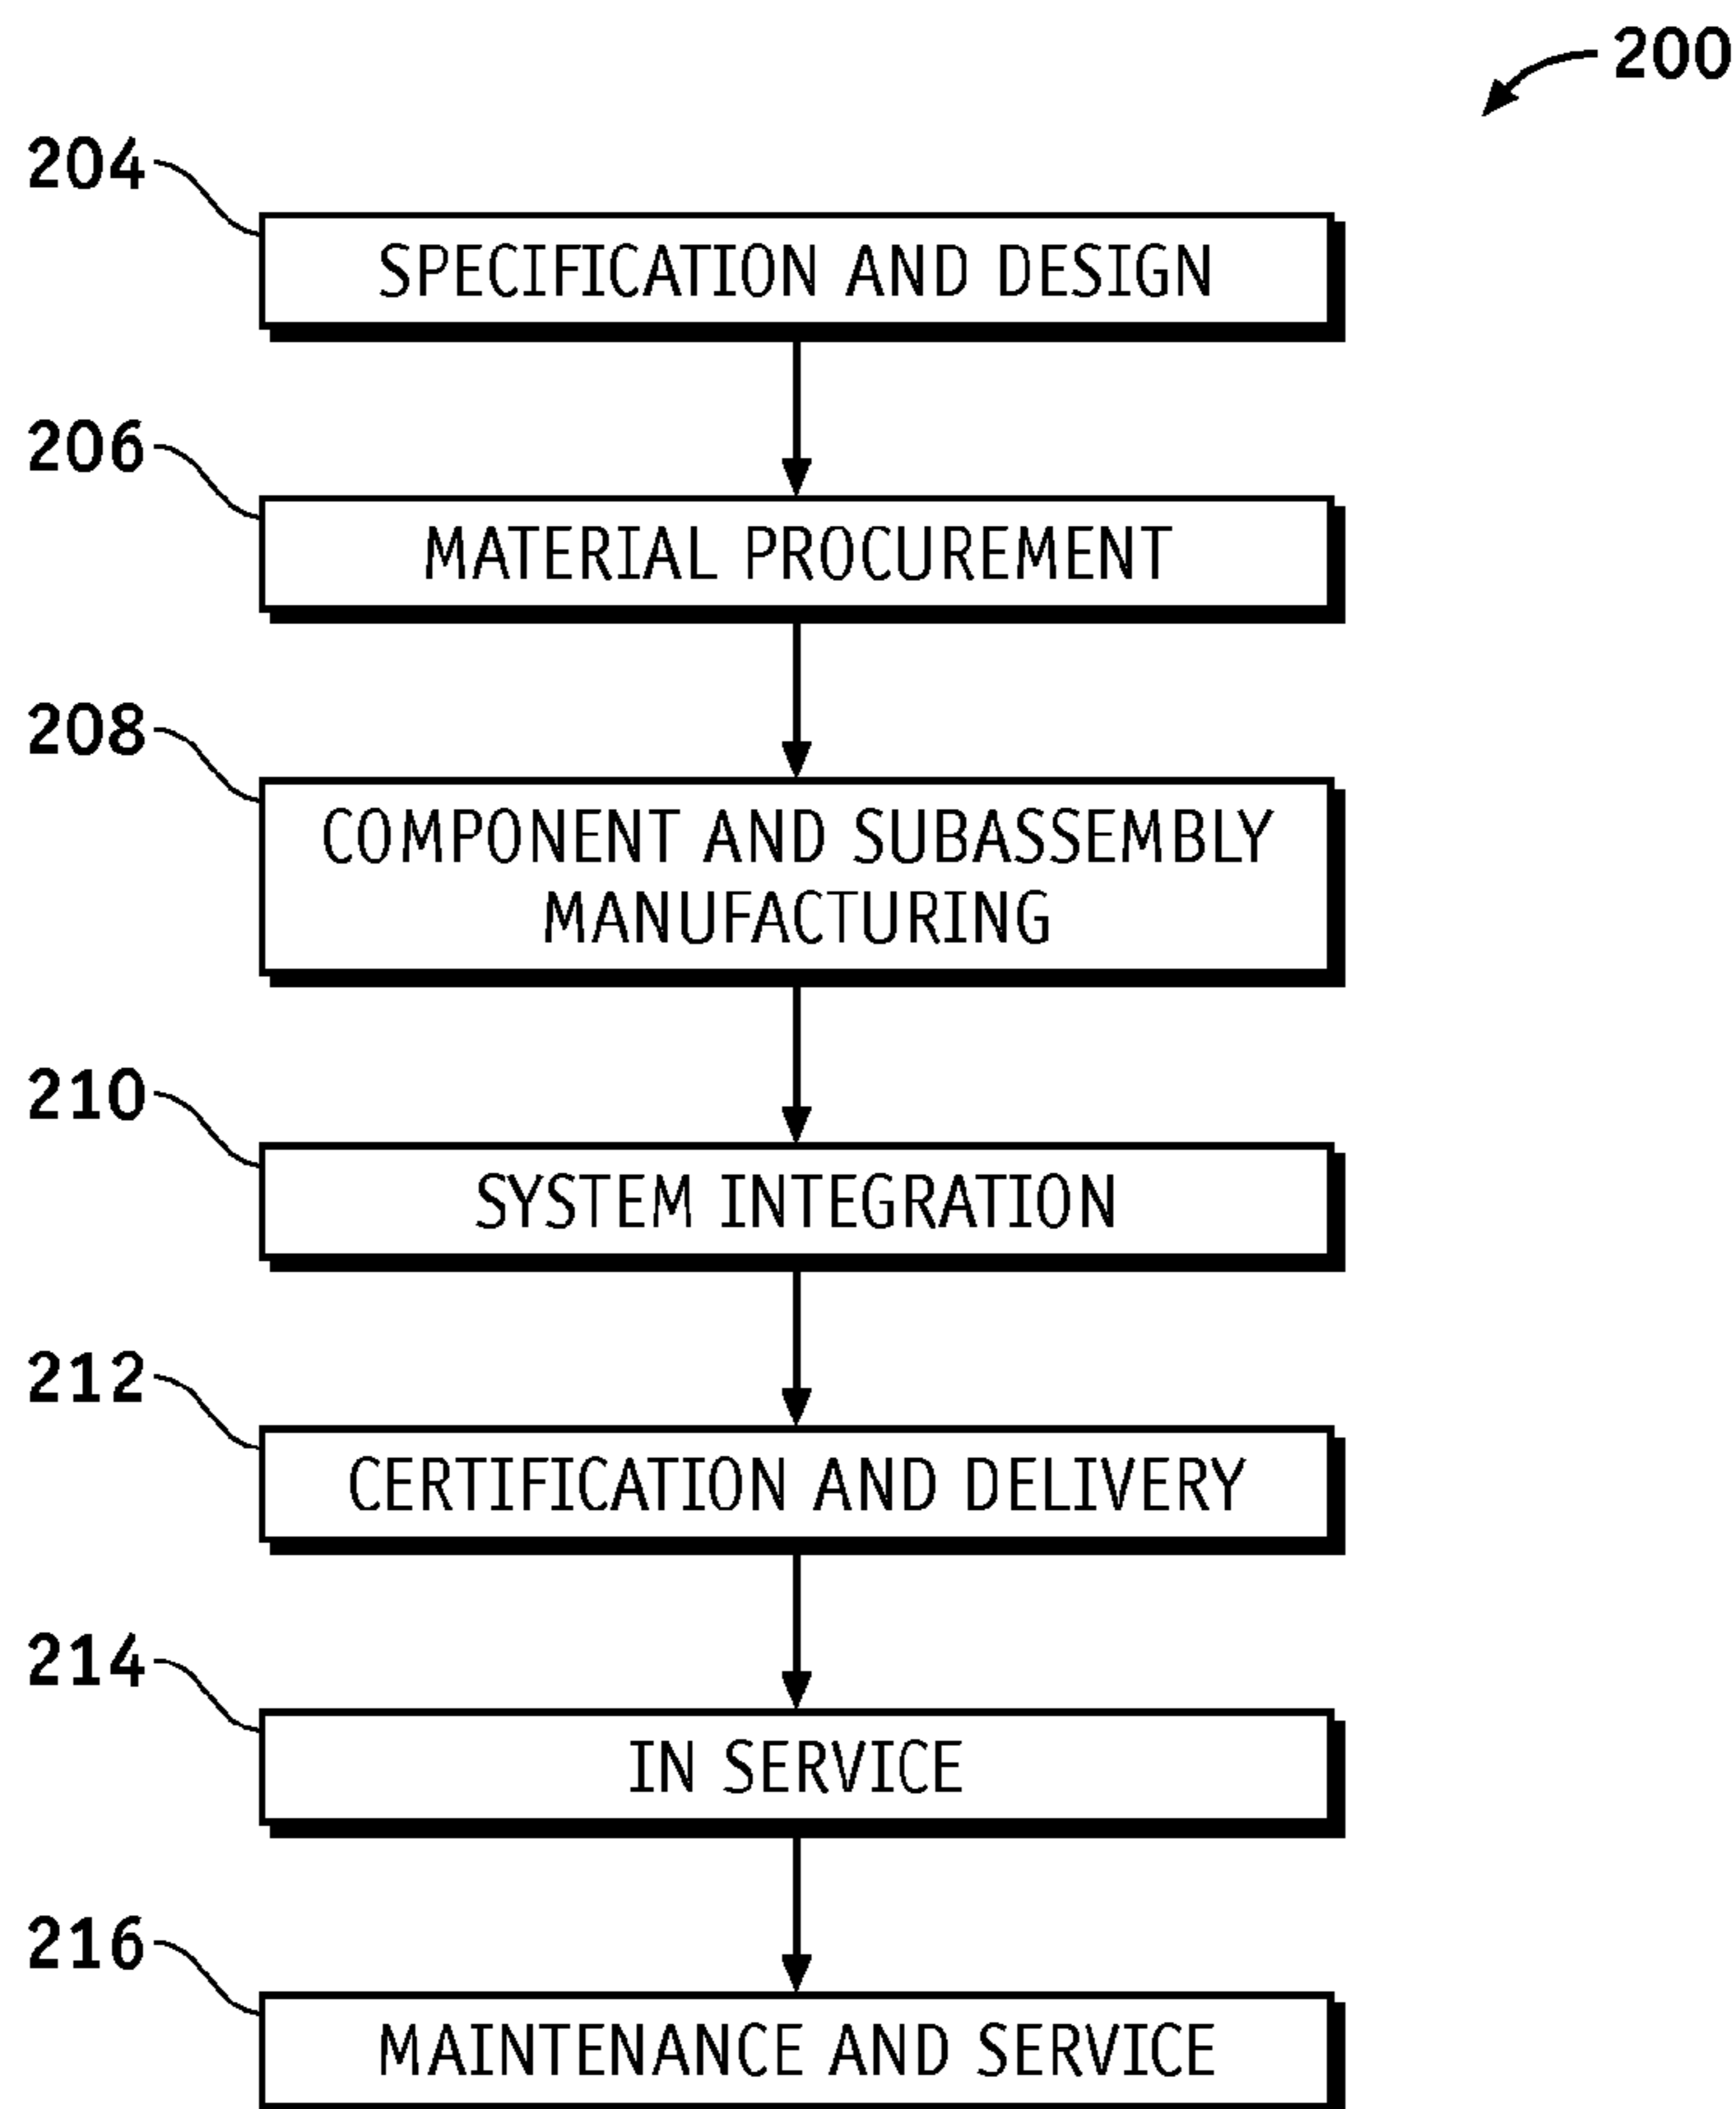 200
204
SPECIFICATION AND DESIGN
206
MATERIAL PROCUREMENT
208
COMPONENT AND SUBASSEMBLY
MANUFACTURING
210
SYSTEM INTEGRATION
212
CERTIFICATION AND DELIVERY
214
IN SERVICE
216
MAINTENANCE AND SERVICE